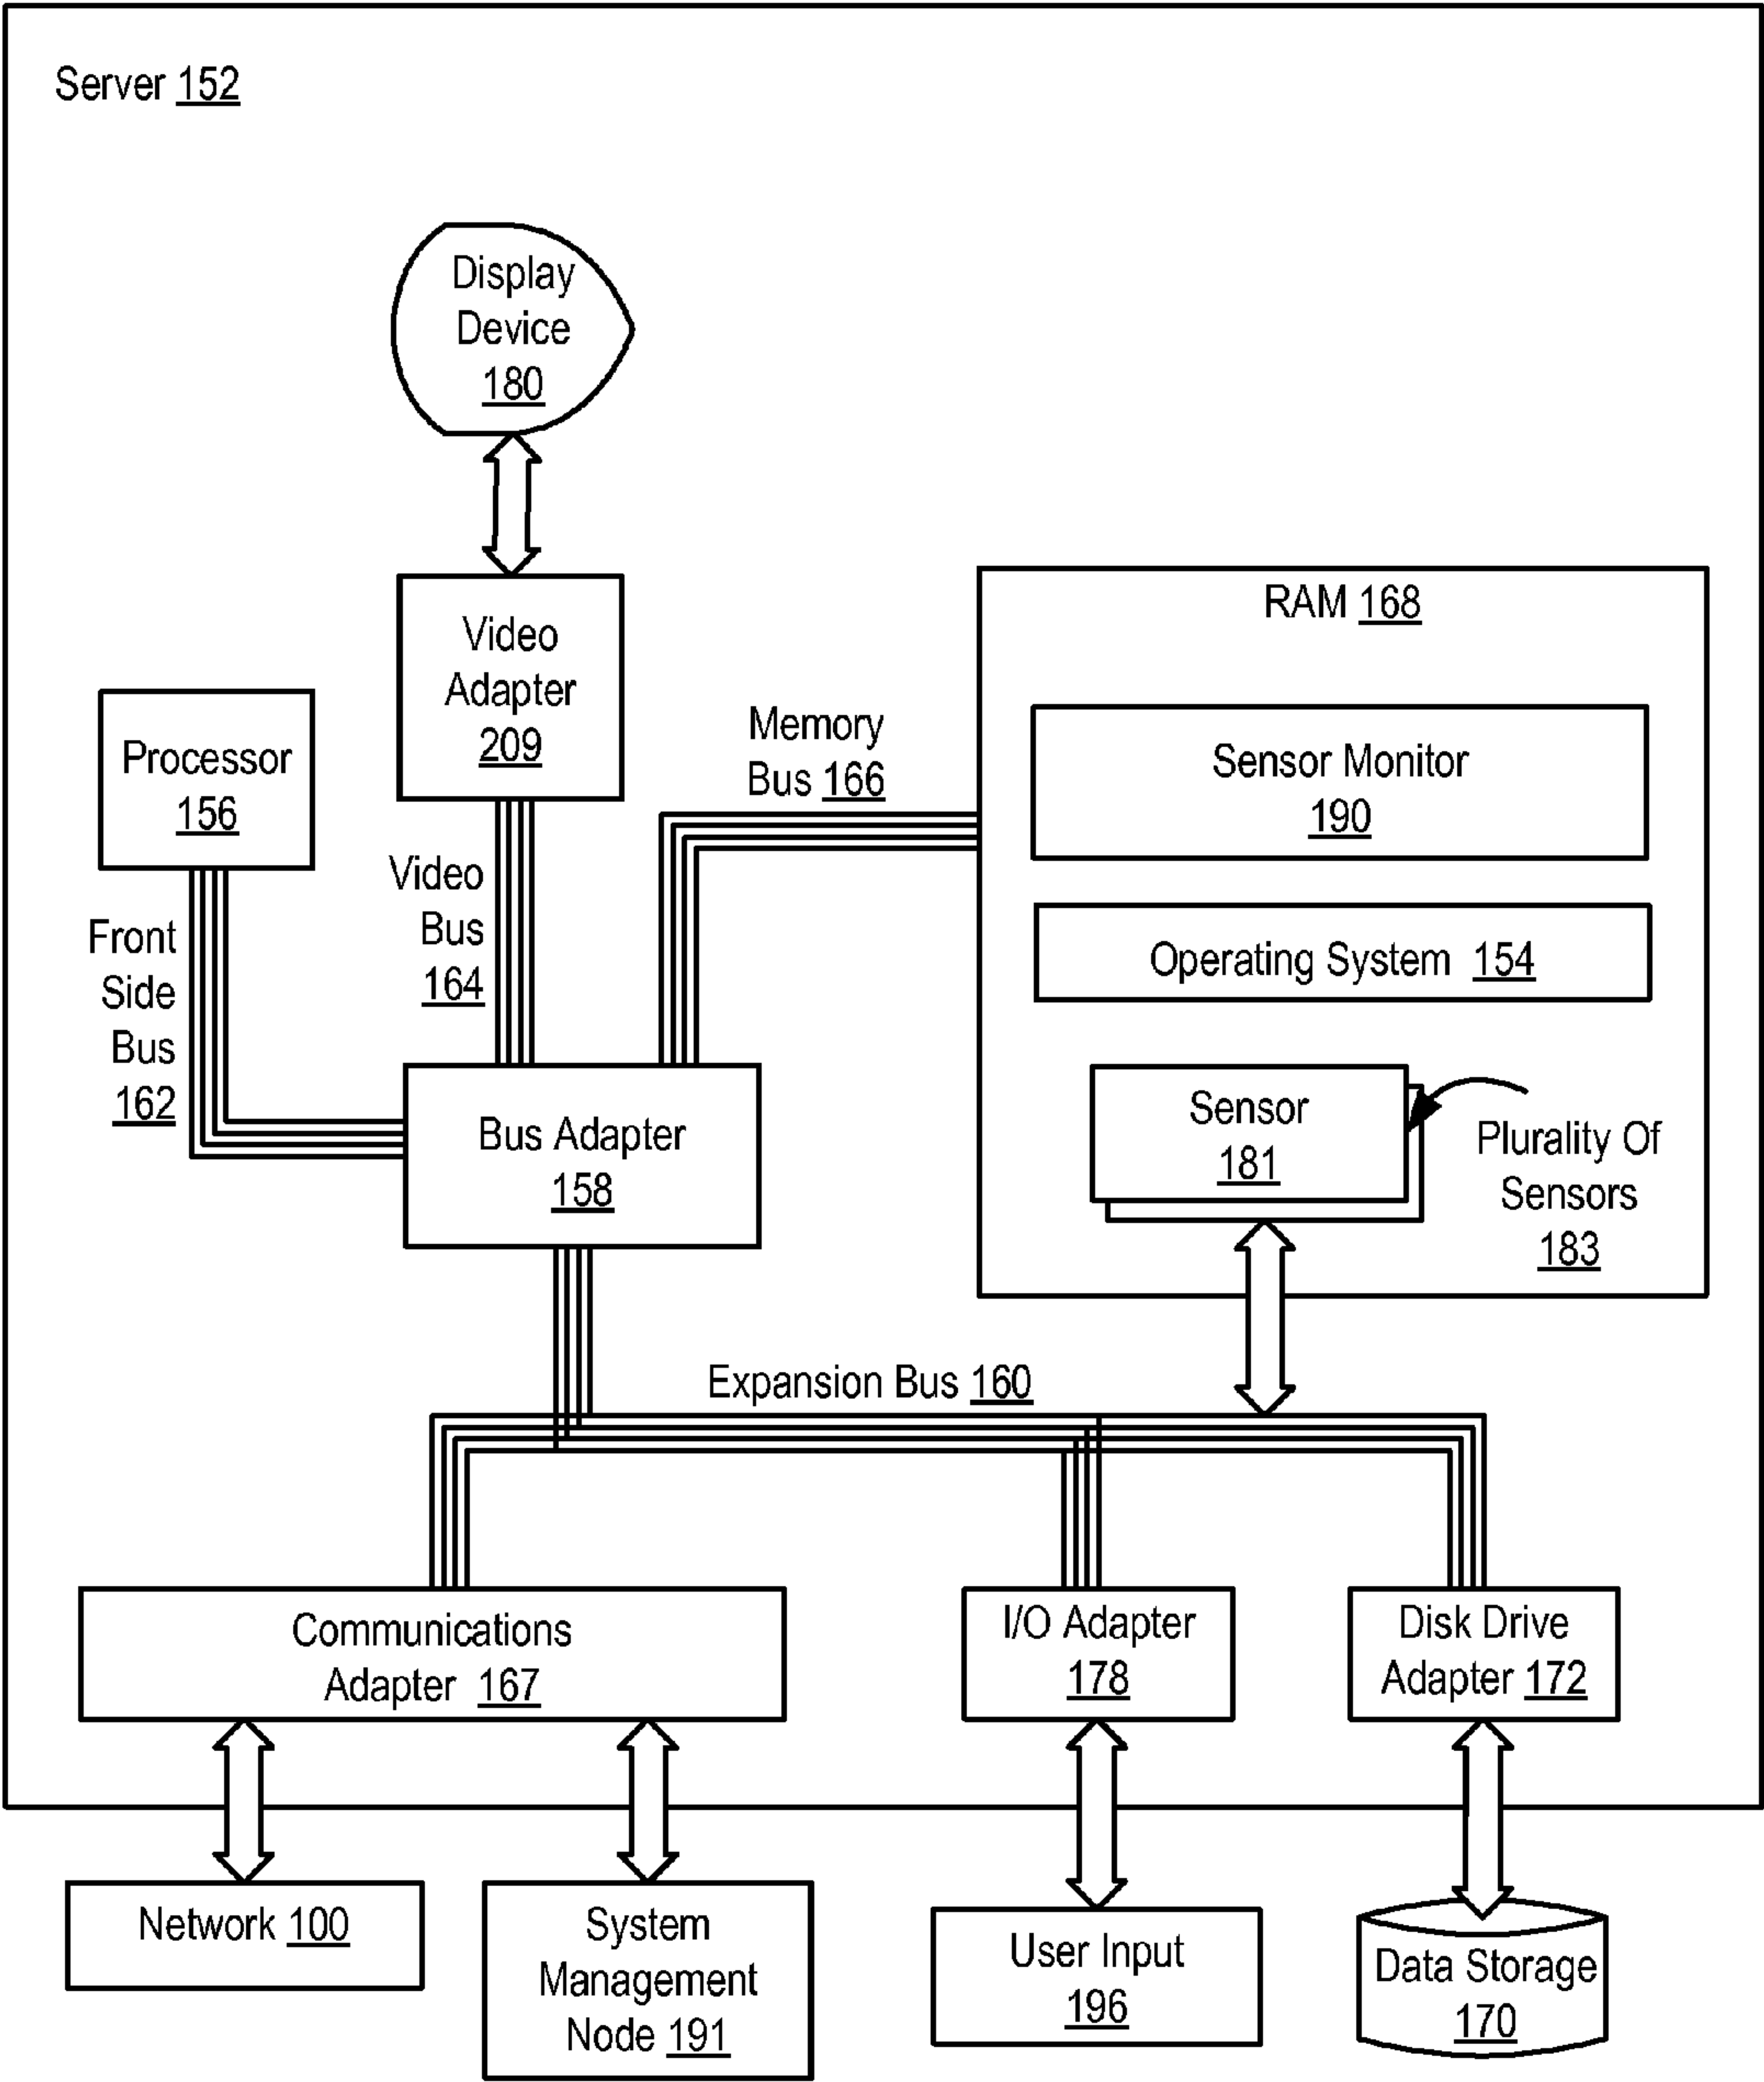 Server 152
Display
Device
180
Video
Adapter
209
RAM 168
Processor
156
Memory
Bus 166
Sensor Monitor
190
Video
Bus
164
Front
Side
Bus
162
Operating System 154
Bus Adapter
158
Sensor
181
Plurality Of
Sensors
183
Expansion Bus 160
Communications
Adapter 167
I/O Adapter
178
Disk Drive
Adapter 172
Network 100
System
Management
Node 191
User Input
196
Data Storage
170